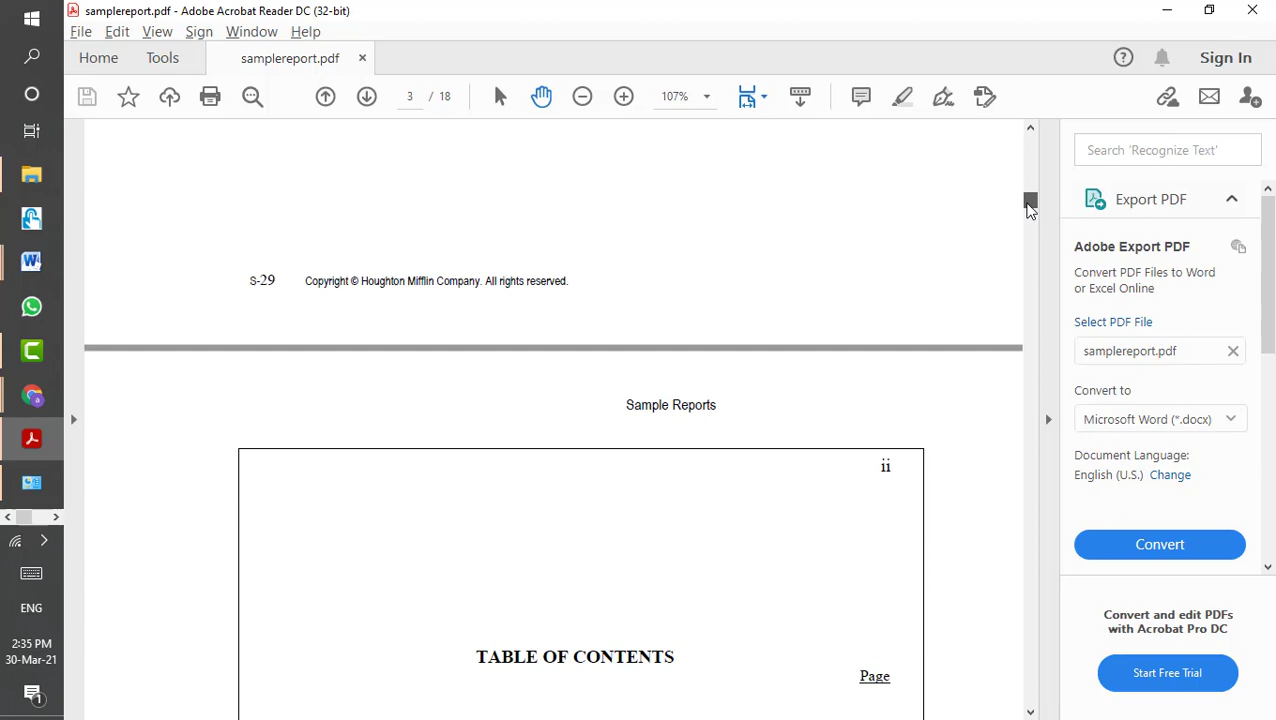 samplereport.pdf - Adobe Acrobat Reader DC (32-bit)
File Edit View Sign Window Help
Home Tools samplereport.pdf
Sign In
3 / 18
107%
Search 'Recognize Text'
Export PDF
Adobe Export PDF
Convert PDF Files to Word
or Excel Online
Select PDF File
samplereport.pdf
Convert to
Microsoft Word (*.docx)
Document Language:
English (U.S.) Change
Convert
Convert and edit PDFs
with Acrobat Pro DC
Start Free Trial
S-29 Copyright © Houghton Mifflin Company. All rights reserved.
Sample Reports
ii
TABLE OF CONTENTS
Page
ENG
2:35 PM
30-Mar-21
1